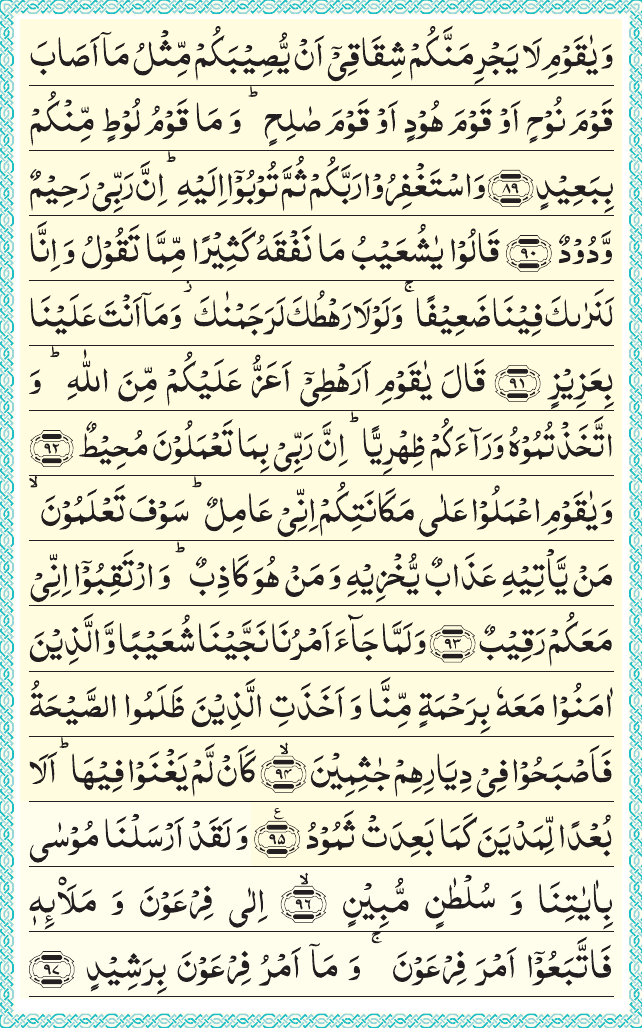 وَيٰقَوْمِ لَا يَجْرِمَنَّكُمْ شِقَاقِيْٓ اَنْ يُّصِيْبَكُمْ مِّثْلُ مَآ اَصَابَ
قَوْمَ نُوْحٍ اَوْ قَوْمَ هُوْدٍ اَوْ قَوْمَ صٰلِحٍ ؕ وَ مَا قَوْمُ لُوْطٍ مِّنْكُمْ
بِبَعِيْدٍ ﴿۸۹﴾ وَاسْتَغْفِرُوْا رَبَّكُمْ ثُمَّ تُوْبُوْٓا اِلَيْهِ ؕ اِنَّ رَبِّيْ رَحِيْمٌ
وَّدُوْدٌ ﴿۹۰﴾ قَالُوْا يٰشُعَيْبُ مَا نَفْقَهُ كَثِيْرًا مِّمَّا تَقُوْلُ وَ اِنَّا
لَنَرٰىكَ فِيْنَا ضَعِيْفًا ۚ وَلَوْلَا رَهْطُكَ لَرَجَمْنٰكَ ؗ وَمَآ اَنْتَ عَلَيْنَا
بِعَزِيْزٍ ﴿۹۱﴾ قَالَ يٰقَوْمِ اَرَهْطِيْٓ اَعَزُّ عَلَيْكُمْ مِّنَ اللّٰهِ ؕ وَ
اتَّخَذْتُمُوْهُ وَرَآءَكُمْ ظِهْرِيًّا ؕ اِنَّ رَبِّيْ بِمَا تَعْمَلُوْنَ مُحِيْطٌ ﴿۹۲﴾
وَيٰقَوْمِ اعْمَلُوْا عَلٰى مَكَانَتِكُمْ اِنِّيْ عَامِلٌ ؕ سَوْفَ تَعْلَمُوْنَ ۙ
مَنْ يَّاْتِيْهِ عَذَابٌ يُّخْزِيْهِ وَ مَنْ هُوَ كَاذِبٌ ؕ وَ ارْتَقِبُوْٓا اِنِّيْ
مَعَكُمْ رَقِيْبٌ ﴿۹۳﴾ وَلَمَّا جَآءَ اَمْرُنَا نَجَّيْنَا شُعَيْبًا وَّالَّذِيْنَ
اٰمَنُوْا مَعَهٗ بِرَحْمَةٍ مِّنَّا وَ اَخَذَتِ الَّذِيْنَ ظَلَمُوا الصَّيْحَةُ
فَاَصْبَحُوْا فِيْ دِيَارِهِمْ جٰثِمِيْنَ ﴿۹۴﴾ۙ كَاَنْ لَّمْ يَغْنَوْا فِيْهَا ؕ اَلَا
بُعْدًا لِّمَدْيَنَ كَمَا بَعِدَتْ ثَمُوْدُ ﴿۹۵﴾ ع وَلَقَدْ اَرْسَلْنَا مُوْسٰى
بِاٰيٰتِنَا وَ سُلْطٰنٍ مُّبِيْنٍ ﴿۹۶﴾ۙ اِلٰى فِرْعَوْنَ وَ مَلَا۠ئِهٖ
فَاتَّبَعُوْٓا اَمْرَ فِرْعَوْنَ ۚ وَ مَآ اَمْرُ فِرْعَوْنَ بِرَشِيْدٍ ﴿۹۷﴾